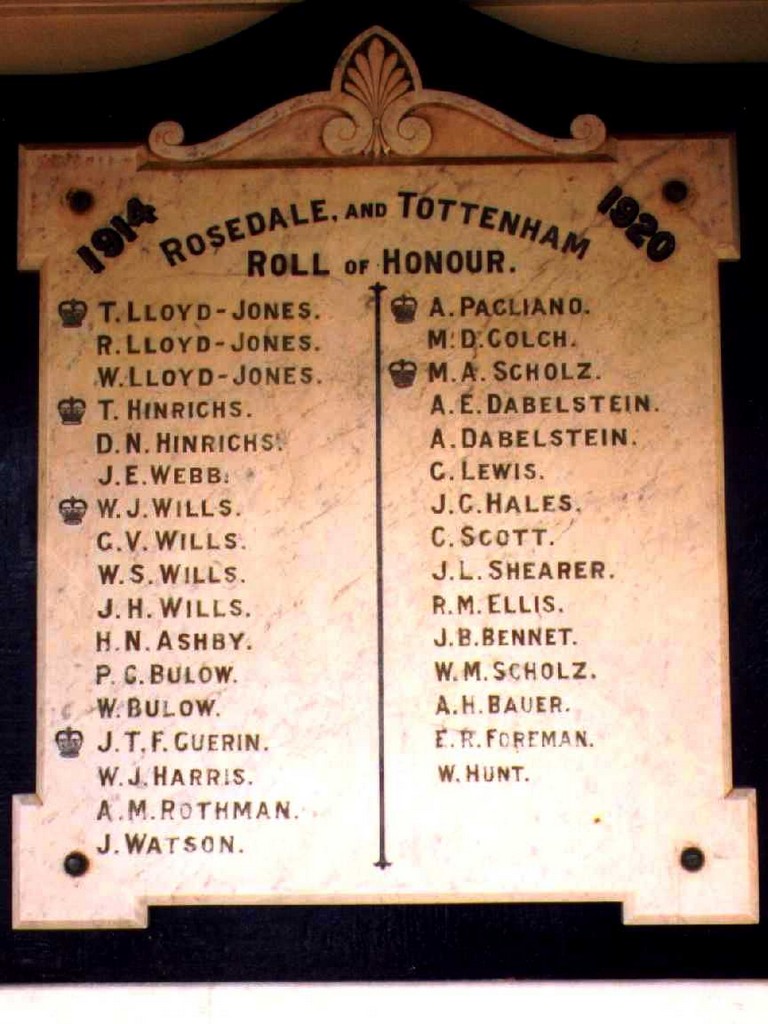 1914 ROSEDALE, AND TOTTENHAM 1920
ROLL OF HONOUR.
T. LLOYD-JONES.
R. LLOYD-JONES.
W. LLOYD-JONES.
T. HINRICHS.
D. N. HINRICHS.
J. E. WEBB.
W. J. WILLS.
G. V. WILLS.
W. S. WILLS.
J. H. WILLS.
H. N. ASHBY.
P. C. BULOW.
W. BULOW.
J. T. F. GUERIN.
W. J. HARRIS.
A. M. ROTHMAN.
J. WATSON.
A. PAGLIANO.
M. D. COLCH.
M. A. SCHOLZ.
A. E. DABELSTEIN.
A. DABELSTEIN.
C. LEWIS.
J. C. HALES.
C. SCOTT.
J. L. SHEARER.
R. M. ELLIS.
J. B. BENNET.
W. M. SCHOLZ.
A. H. BAUER.
E. R. FOREMAN.
W. HUNT.